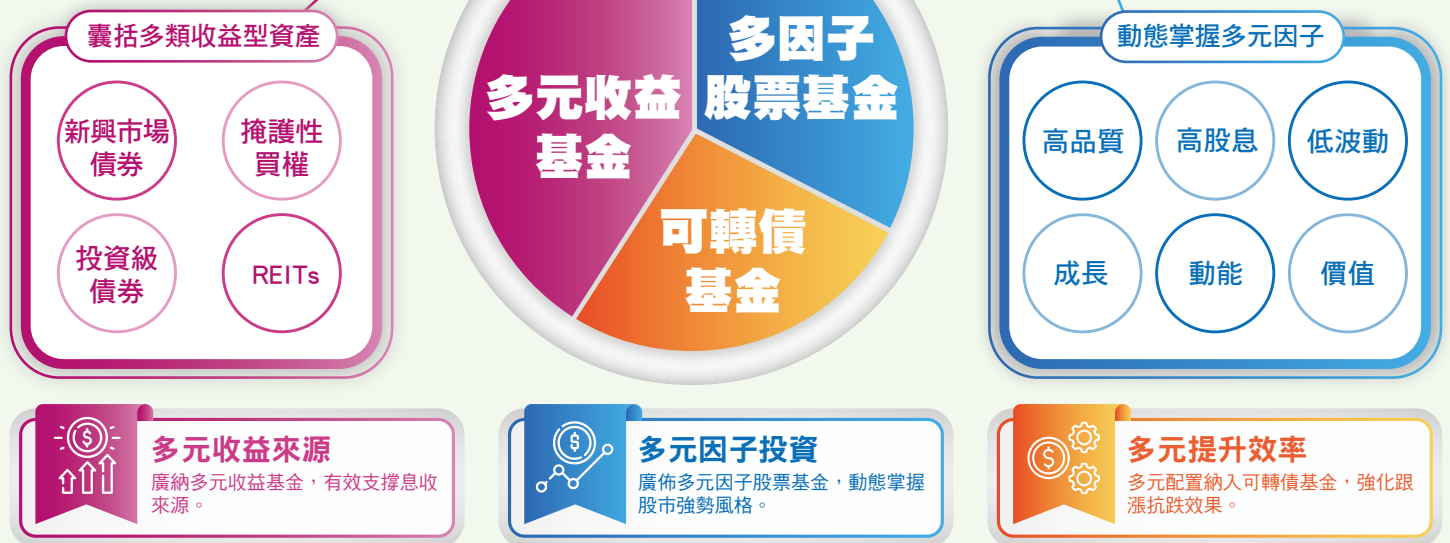 囊括多類收益型資產
新興市場
債券
掩護性
買權
投資級
債券
REITs
多元收益
基金
多因子
股票基金
可轉債
基金
動態掌握多元因子
高品質
高股息
低波動
成長
動能
價值
多元收益來源
廣納多元收益基金，有效支撐息收
來源。
多元因子投資
廣佈多元因子股票基金，動態掌握
股市強勢風格。
多元提升效率
多元配置納入可轉債基金，強化跟
漲抗跌效果。